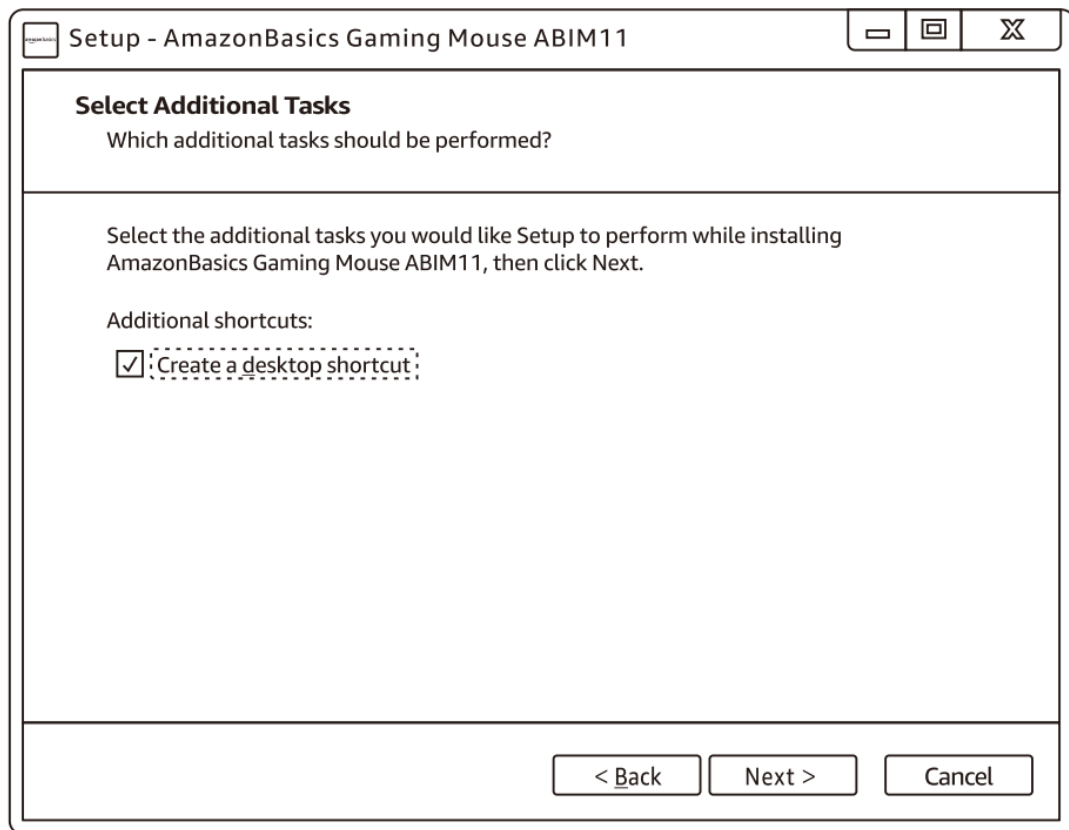 Setup - AmazonBasics Gaming Mouse ABIM11
Select Additional Tasks
Which additional tasks should be performed?
Select the additional tasks you would like Setup to perform while installing
AmazonBasics Gaming Mouse ABIM11, then click Next.
Additional shortcuts:
Create a desktop shortcut
< Back
Next >
Cancel